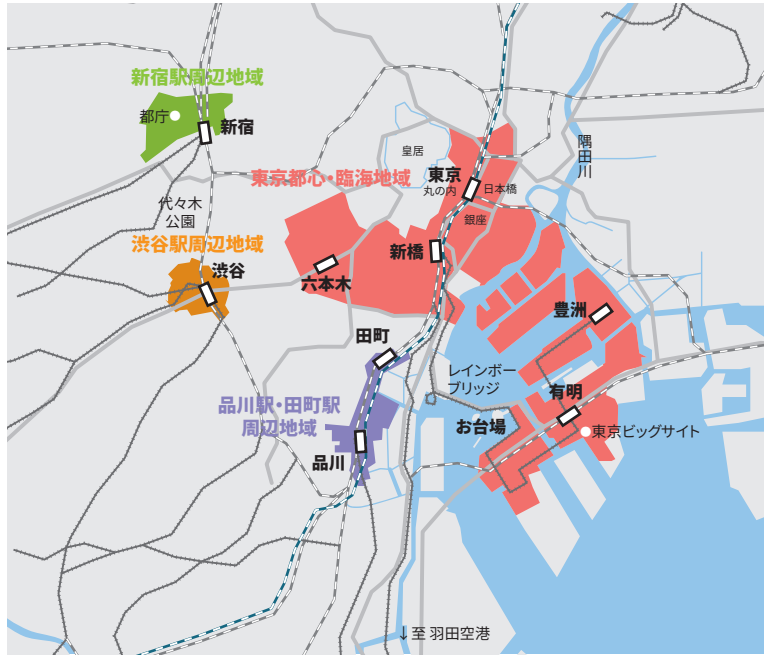 新宿駅周辺地域
都庁
新宿
皇居
隅田川
東京都心・臨海地域
東京
丸の内
日本橋
代々木
公園
銀座
渋谷駅周辺地域
新橋
渋谷
六本木
豊洲
田町
レインボー
ブリッジ
有明
品川駅・田町駅
周辺地域
お台場
東京ビッグサイト
品川
↓至 羽田空港